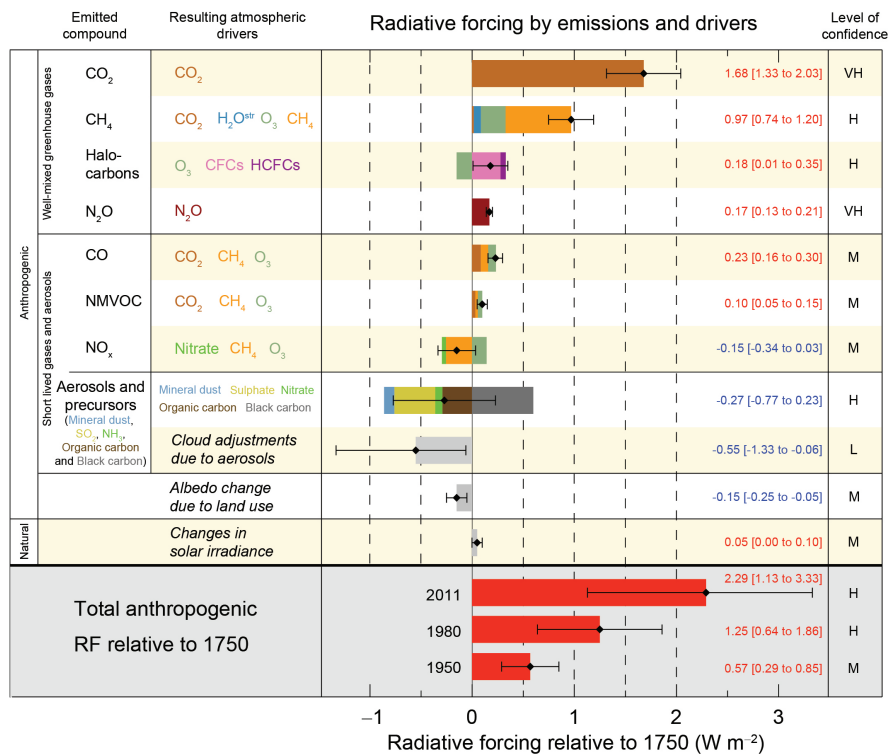 Emitted compound
Resulting atmospheric drivers
Radiative forcing by emissions and drivers
Level of confidence
Anthropogenic
Well-mixed greenhouse gases
CO₂ CO₂ 1.68 [1.33 to 2.03] VH
CH₄ CO₂ H₂Oˢᵗʳ O₃ CH₄ 0.97 [0.74 to 1.20] H
Halo-
carbons O₃ CFCs HCFCs 0.18 [0.01 to 0.35] H
N₂O N₂O 0.17 [0.13 to 0.21] VH
Short lived gases and aerosols
CO CO₂ CH₄ O₃ 0.23 [0.16 to 0.30] M
NMVOC CO₂ CH₄ O₃ 0.10 [0.05 to 0.15] M
NOₓ Nitrate CH₄ O₃ -0.15 [-0.34 to 0.03] M
Aerosols and
precursors
(Mineral dust,
SO₂, NH₃,
Organic carbon
and Black carbon)
Mineral dust Sulphate Nitrate
Organic carbon Black carbon
-0.27 [-0.77 to 0.23] H
Cloud adjustments
due to aerosols
-0.55 [-1.33 to -0.06] L
Albedo change
due to land use
-0.15 [-0.25 to -0.05] M
Natural
Changes in
solar irradiance
0.05 [0.00 to 0.10] M
Total anthropogenic
RF relative to 1750
2011 2.29 [1.13 to 3.33] H
1980 1.25 [0.64 to 1.86] H
1950 0.57 [0.29 to 0.85] M
−1 0 1 2 3
Radiative forcing relative to 1750 (W m⁻²)